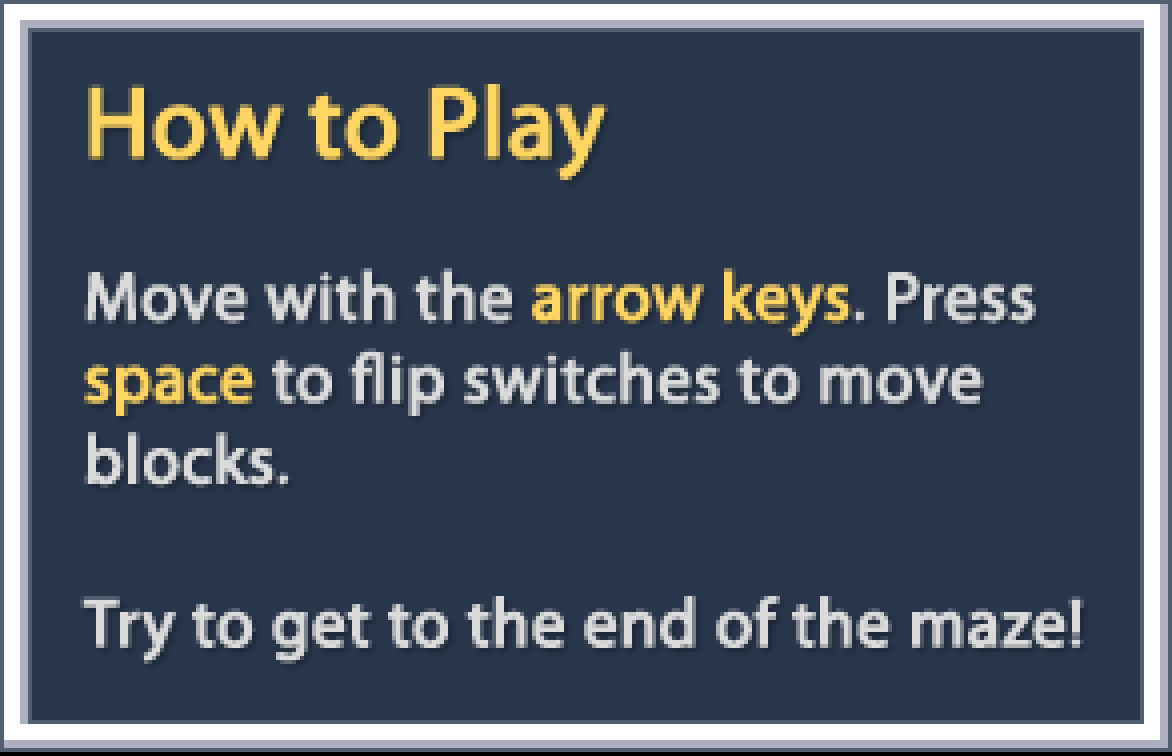 How to Play
Move with the arrow keys. Press
space to flip switches to move
blocks.
Try to get to the end of the maze!